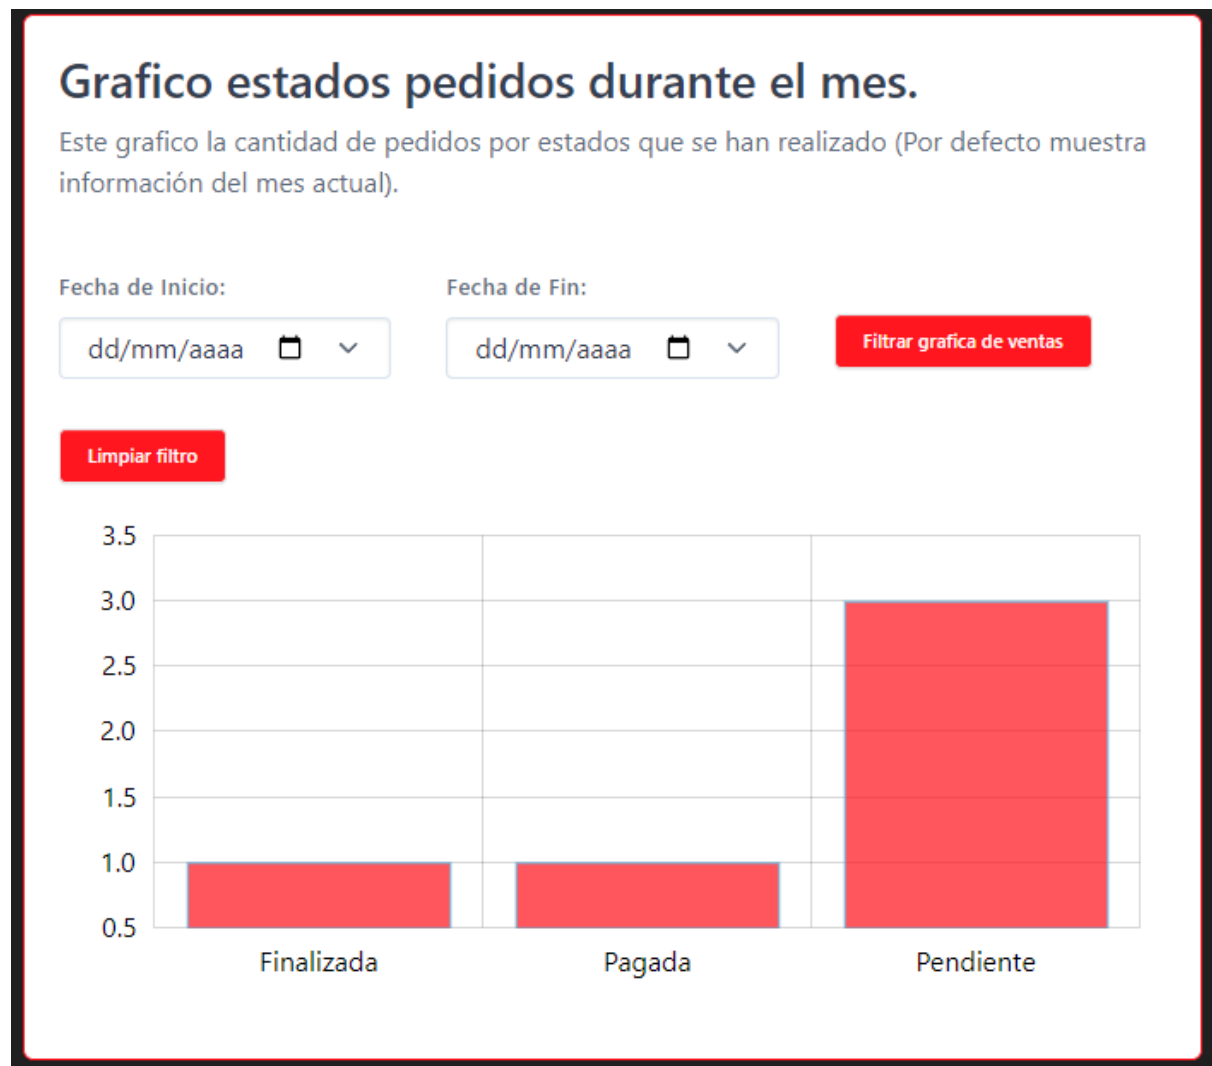 Grafico estados pedidos durante el mes.
Este grafico la cantidad de pedidos por estados que se han realizado (Por defecto muestra
información del mes actual).
Fecha de Inicio:
Fecha de Fin:
dd/mm/aaaa
dd/mm/aaaa
Filtrar grafica de ventas
Limpiar filtro
3.5
3.0
2.5
2.0
1.5
1.0
0.5
Finalizada
Pagada
Pendiente